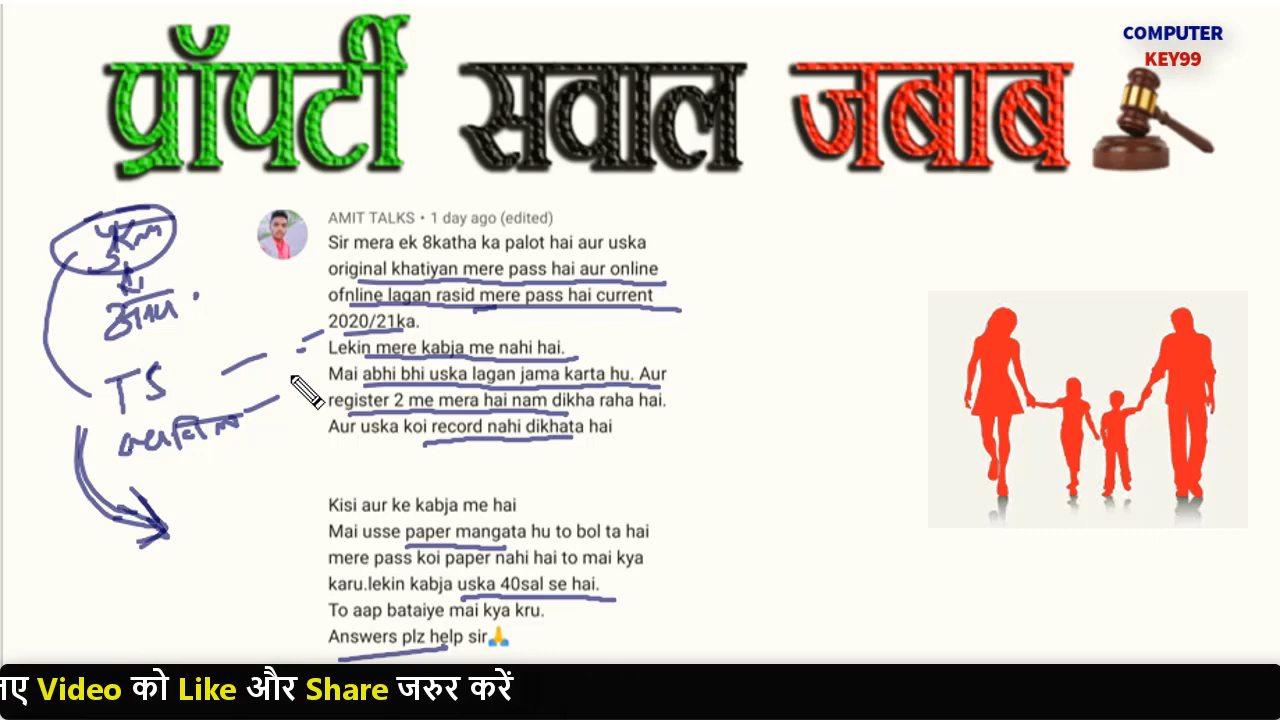 प्रॉपर्टी सवाल जबाब
COMPUTER
KEY99
AMIT TALKS • 1 day ago (edited)
Sir mera ek 8katha ka palot hai aur uska
original khatiyan mere pass hai aur online
ofnline lagan rasid mere pass hai current
2020/21ka.
Lekin mere kabja me nahi hai.
Mai abhi bhi uska lagan jama karta hu. Aur
register 2 me mera hai nam dikha raha hai.
Aur uska koi record nahi dikhata hai
Kisi aur ke kabja me hai
Mai usse paper mangata hu to bol ta hai
mere pass koi paper nahi hai to mai kya
karu.lekin kabja uska 40sal se hai.
To aap bataiye mai kya kru.
Answers plz help sir🙏
TS
Video को Like और Share जरुर करें